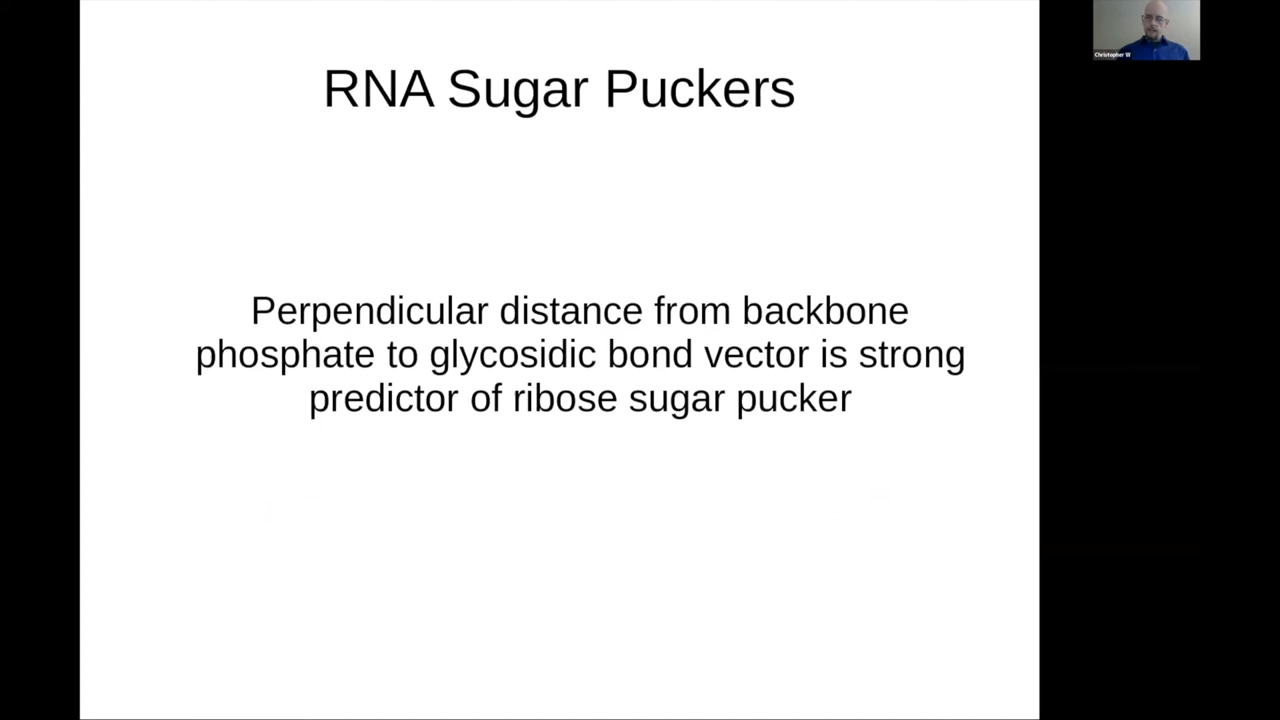 RNA Sugar Puckers
Perpendicular distance from backbone
phosphate to glycosidic bond vector is strong
predictor of ribose sugar pucker
Christopher W